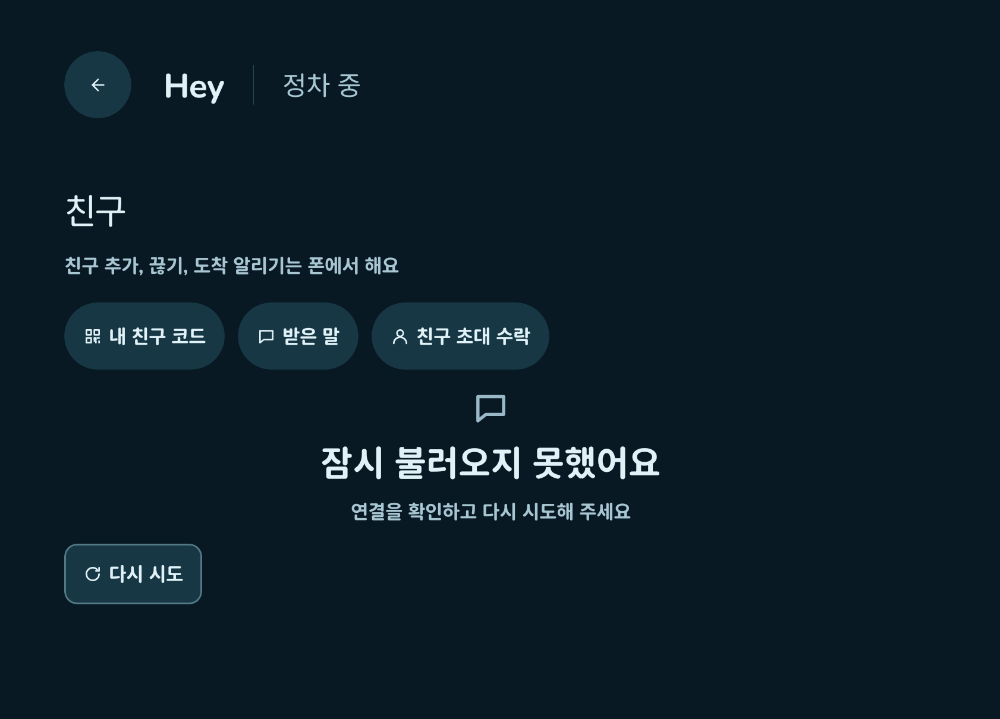 Hey
정차 중
친구
친구 추가, 끊기, 도착 알리기는 폰에서 해요
내 친구 코드
받은 말
친구 초대 수락
잠시 불러오지 못했어요
연결을 확인하고 다시 시도해 주세요
다시 시도